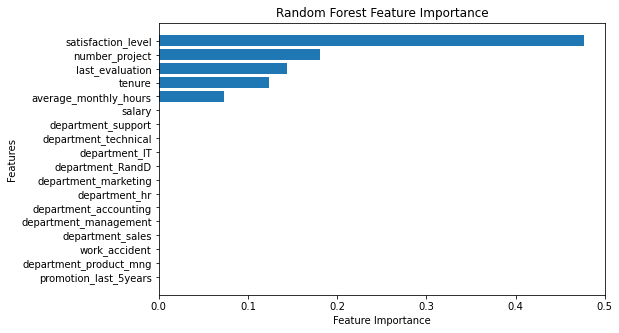 Random Forest Feature Importance
satisfaction_level
number_project
last_evaluation
tenure
average_monthly_hours
salary
department_support
department_technical
department_IT
department_RandD
department_marketing
department_hr
department_accounting
department_management
department_sales
work_accident
department_product_mng
promotion_last_5years
Features
0.0 0.1 0.2 0.3 0.4 0.5
Feature Importance